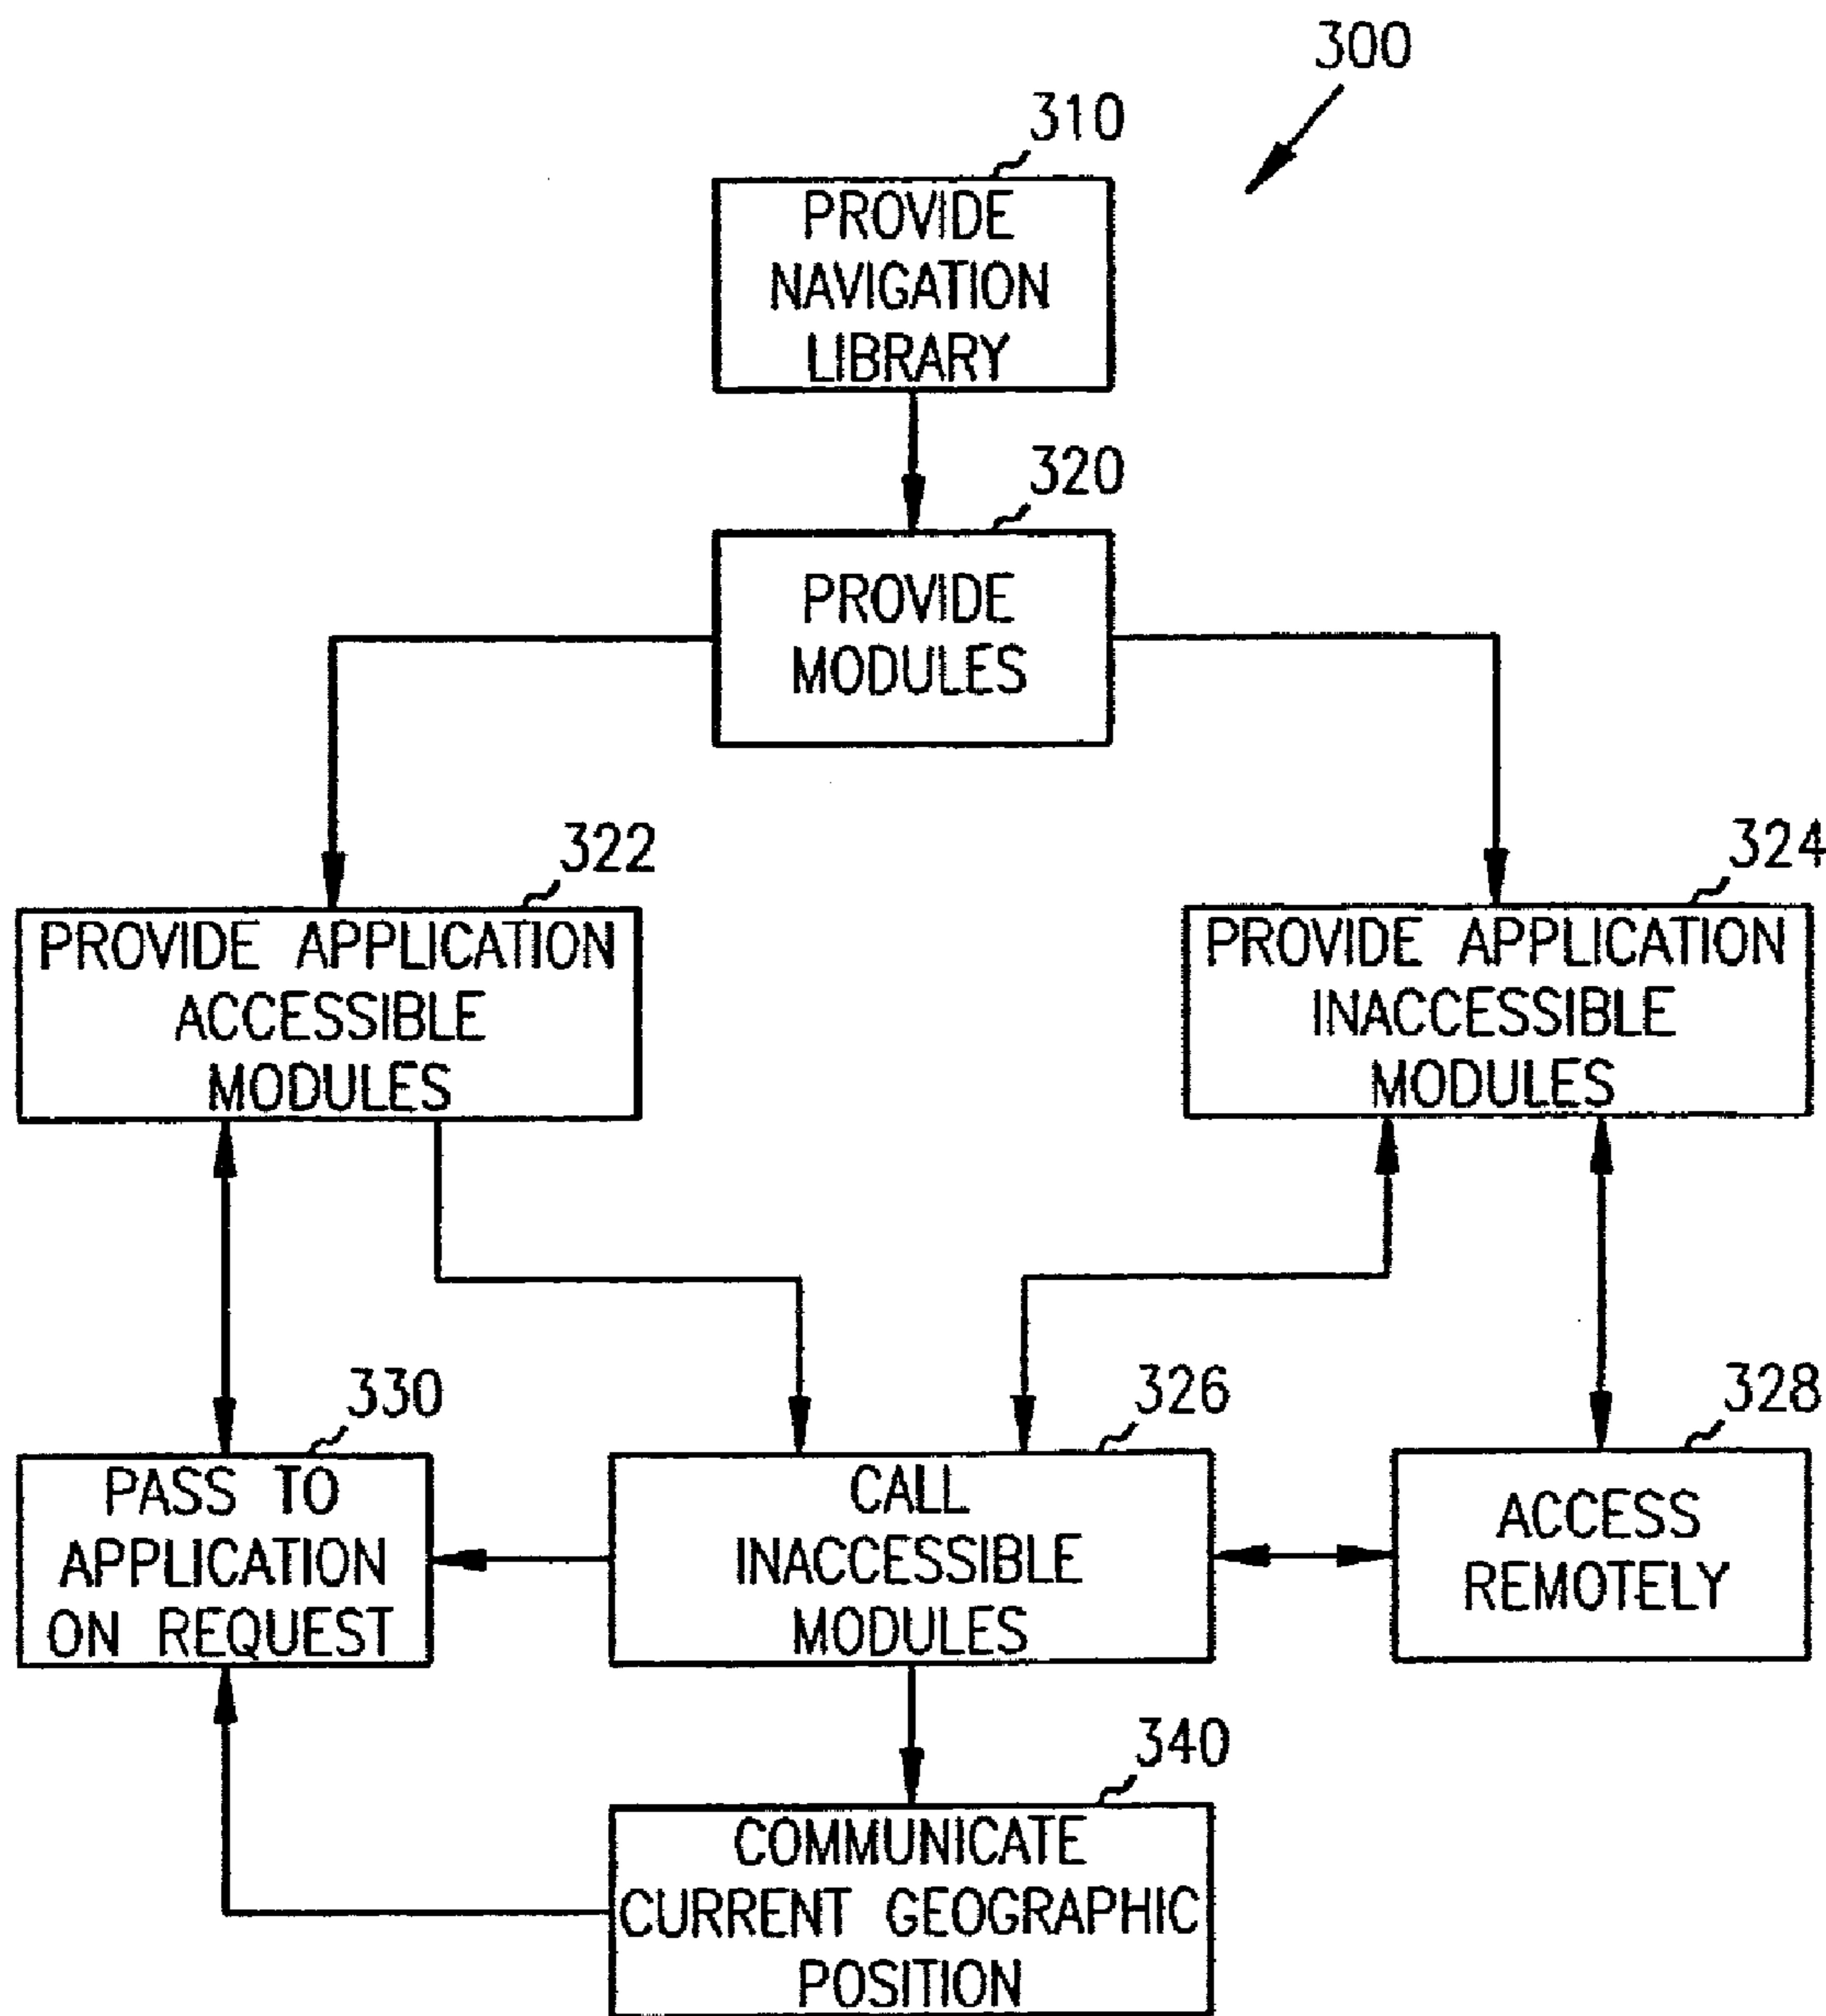 300
310
PROVIDE
NAVIGATION
LIBRARY
320
PROVIDE
MODULES
322
PROVIDE APPLICATION
ACCESSIBLE
MODULES
324
PROVIDE APPLICATION
INACCESSIBLE
MODULES
330
PASS TO
APPLICATION
ON REQUEST
326
CALL
INACCESSIBLE
MODULES
328
ACCESS
REMOTELY
340
COMMUNICATE
CURRENT GEOGRAPHIC
POSITION